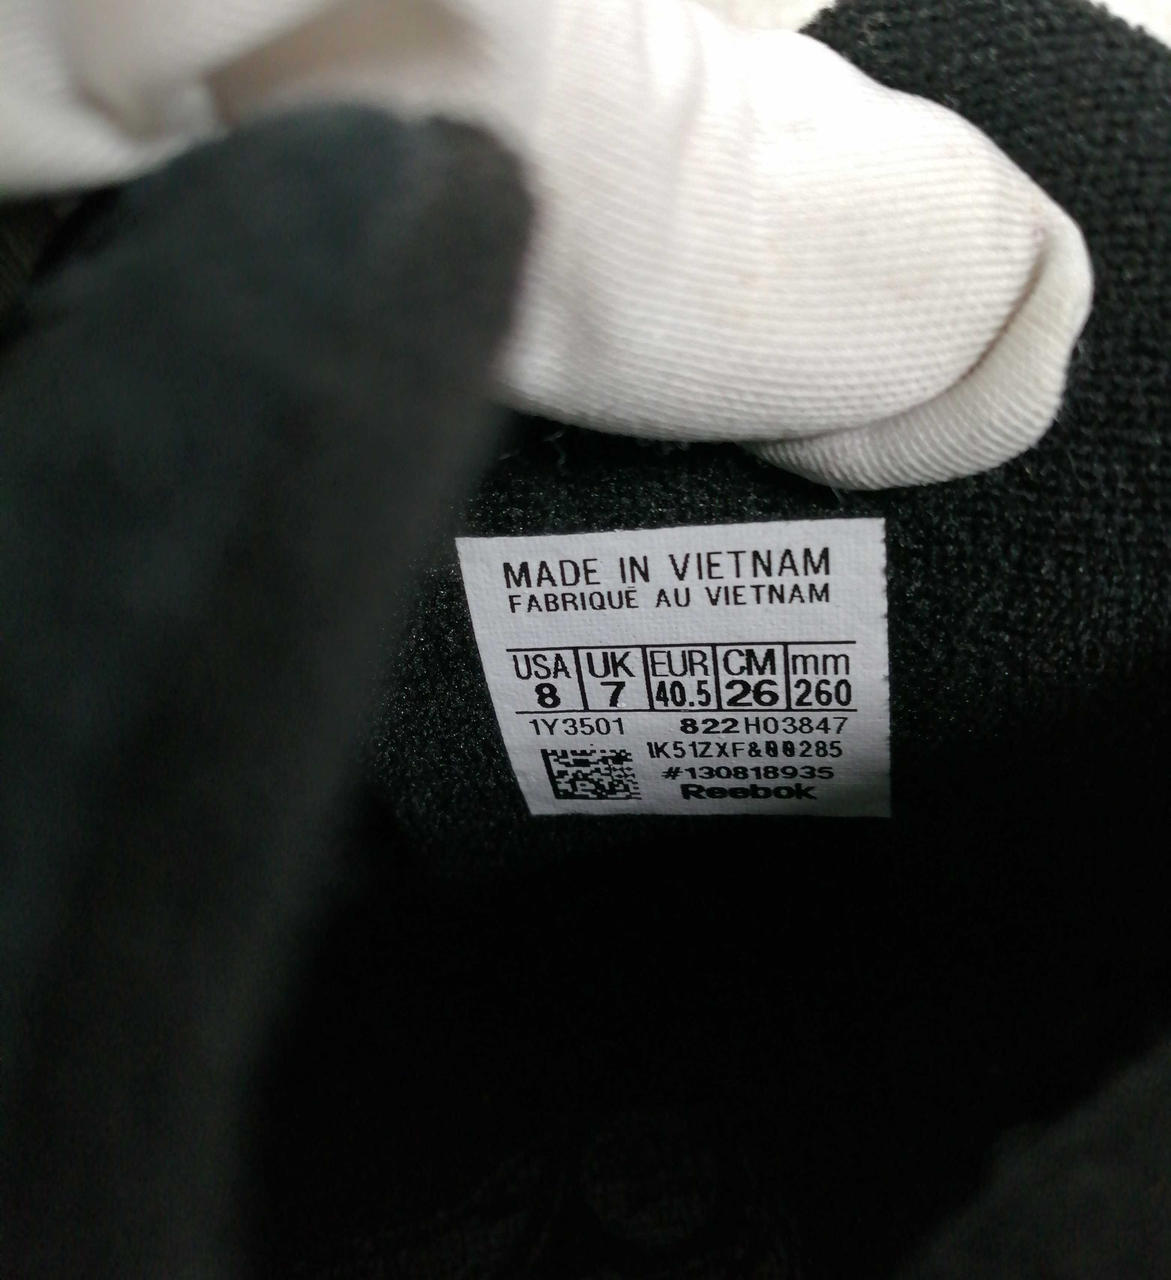 MADE IN VIETNAM
FABRIQUÉ AU VIETNAM
USA UK EUR CM mm
8 7 40.5 26 260
1Y3501 822H03847
IK51ZXF&00285
#130818935
Reebok